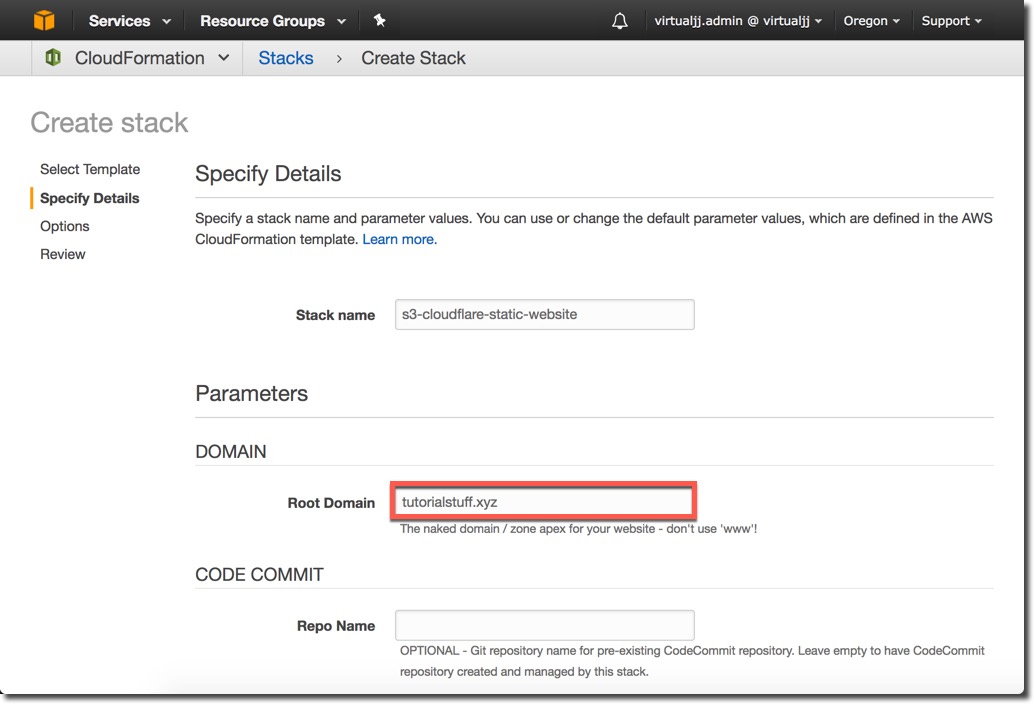 Services Resource Groups virtualjj.admin @ virtualjj Oregon Support
CloudFormation Stacks › Create Stack
Create stack
Select Template
Specify Details
Options
Review
Specify Details
Specify a stack name and parameter values. You can use or change the default parameter values, which are defined in the AWS
CloudFormation template. Learn more.
Stack name s3-cloudflare-static-website
Parameters
DOMAIN
Root Domain tutorialstuff.xyz
The naked domain / zone apex for your website - don't use 'www'!
CODE COMMIT
Repo Name
OPTIONAL - Git repository name for pre-existing CodeCommit repository. Leave empty to have CodeCommit
repository created and managed by this stack.